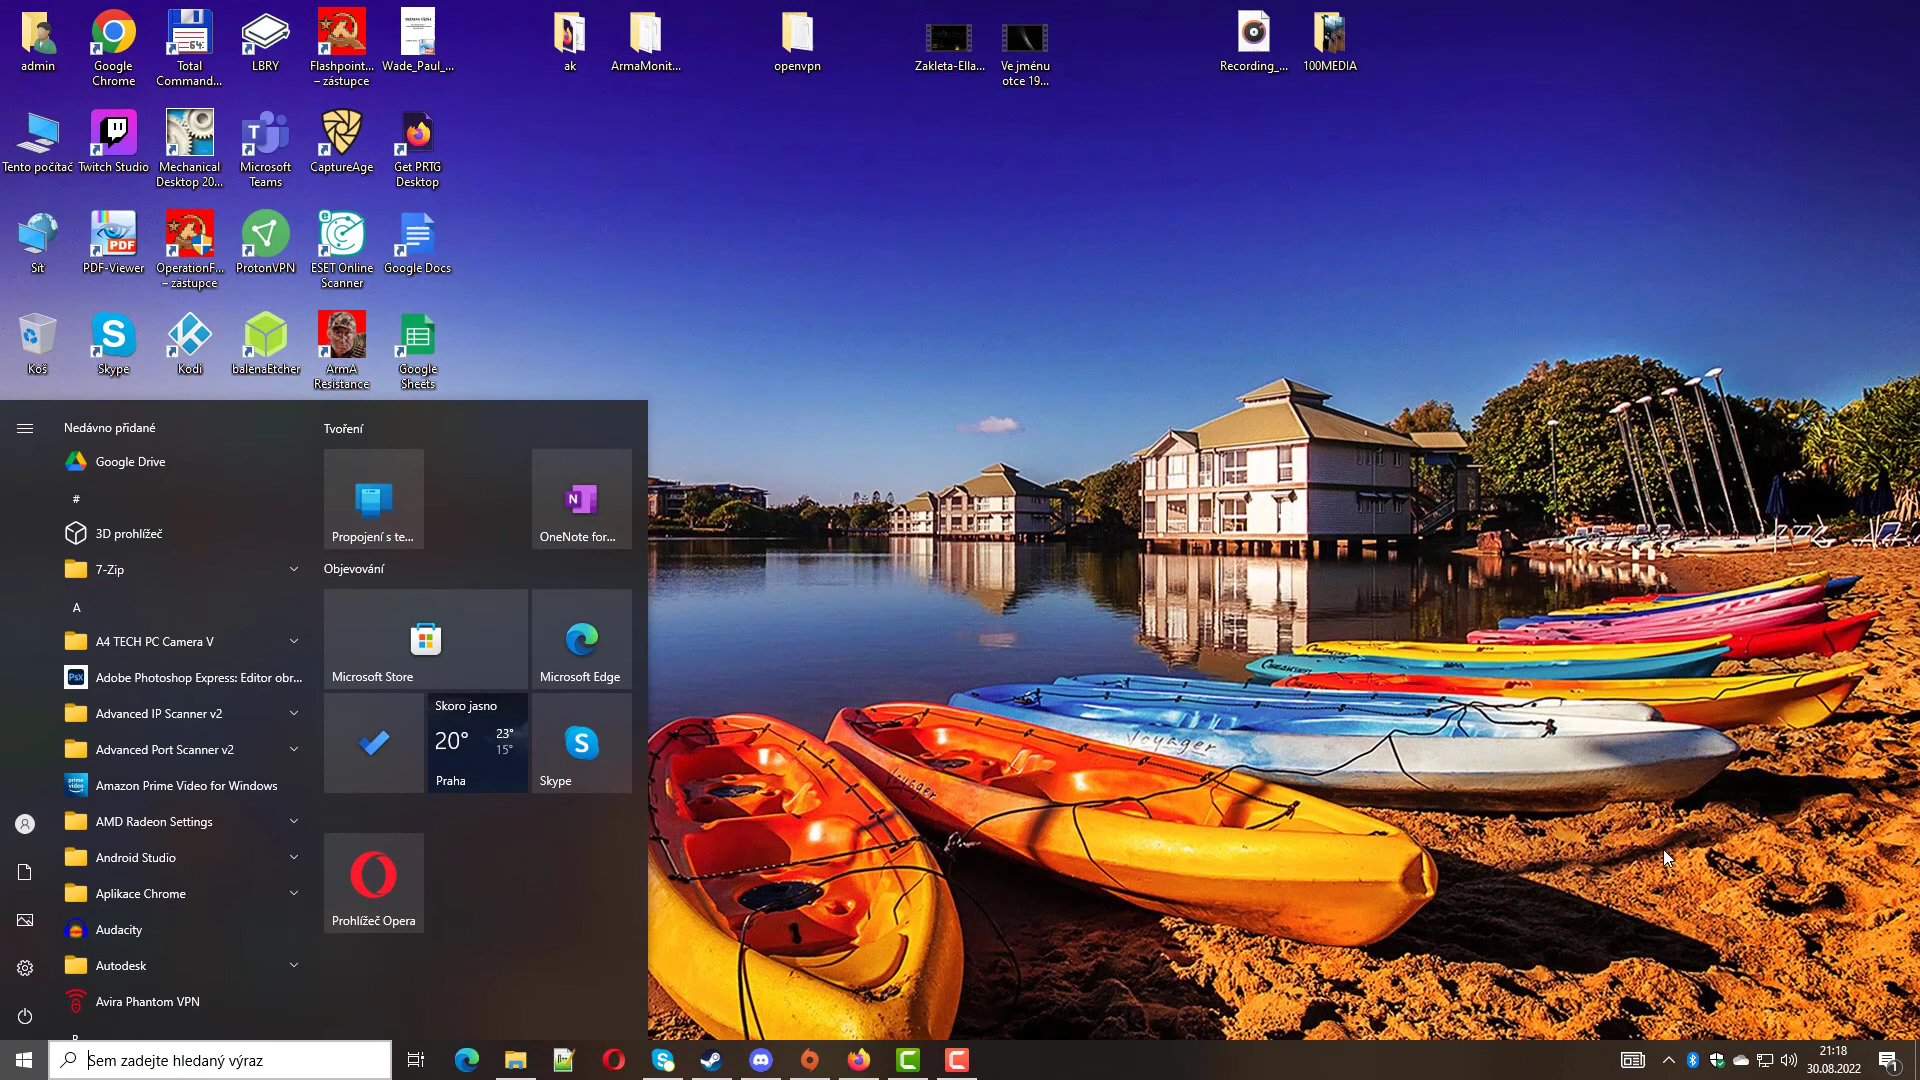 admin
Google
Chrome
Total
Command...
LBRY
Flashpoint...
– zástupce
Wade_Paul_...
ak
ArmaMonit...
openvpn
Zakleta-Ella...
Ve jménu
otce 19...
Recording_...
100MEDIA
Tento počítač
Twitch Studio
Mechanical
Desktop 20...
Microsoft
Teams
CaptureAge
Get PRTG
Desktop
Síť
PDF-Viewer
OperationF...
– zástupce
ProtonVPN
ESET Online
Scanner
Google Docs
Koš
Skype
Kodi
balenaEtcher
ArmA
Resistance
Google
Sheets
Nedávno přidané
Google Drive
#
3D prohlížeč
7-Zip
A
A4 TECH PC Camera V
Adobe Photoshop Express: Editor obr...
Advanced IP Scanner v2
Advanced Port Scanner v2
Amazon Prime Video for Windows
AMD Radeon Settings
Android Studio
Aplikace Chrome
Audacity
Autodesk
Avira Phantom VPN
Tvoření
Propojení s te...
OneNote for...
Objevování
Microsoft Store
Microsoft Edge
Skoro jasno
20°
23°
15°
Praha
Skype
Prohlížeč Opera
Voyager
Voyager
Sem zadejte hledaný výraz
21:18
30.08.2022
1